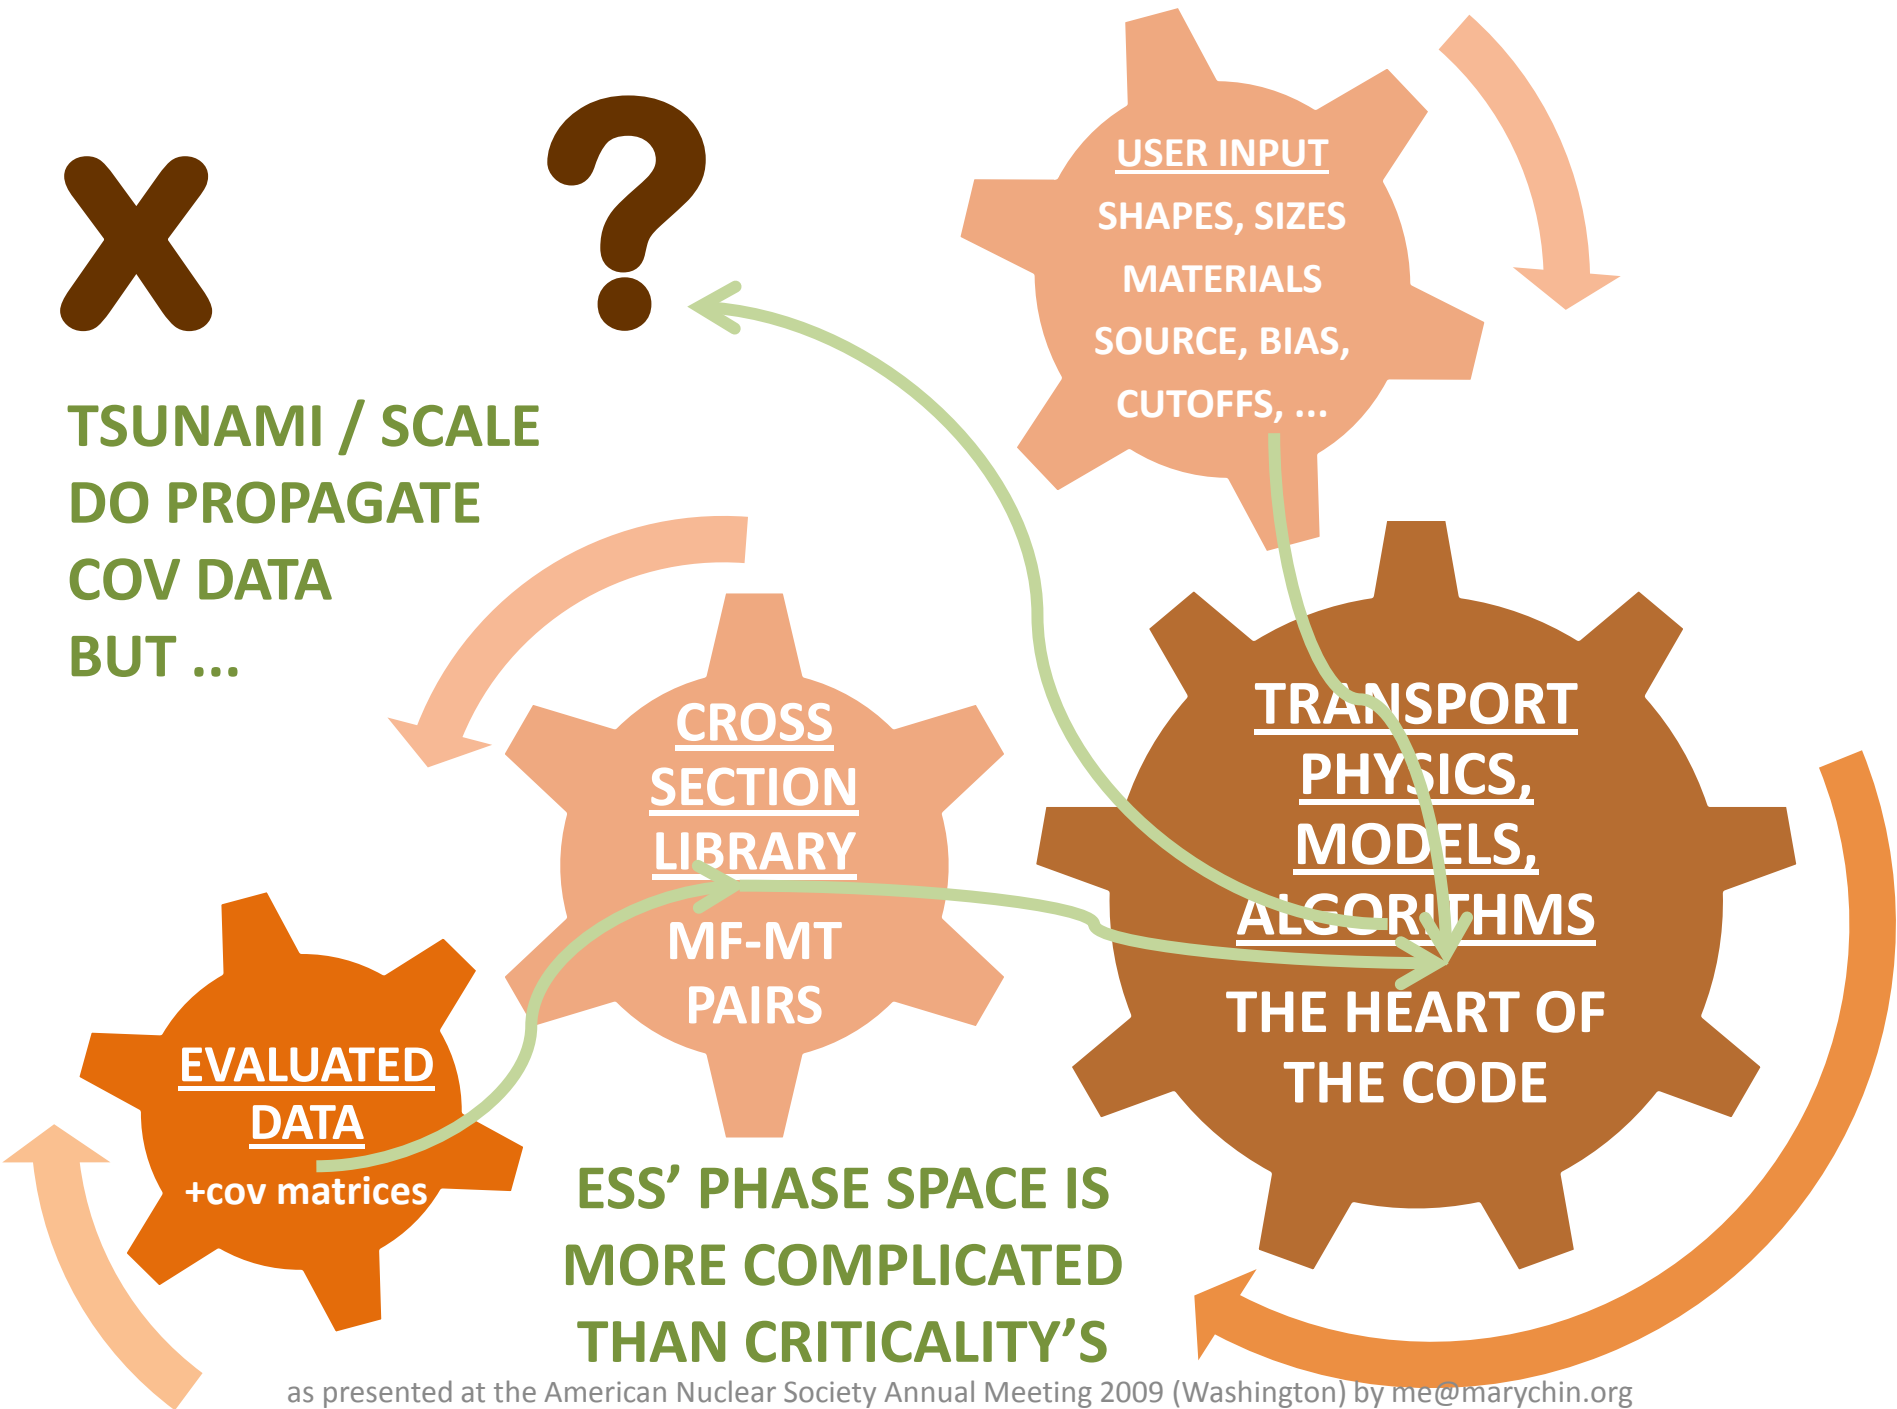 x ?
USER INPUT
SHAPES, SIZES
MATERIALS
SOURCE, BIAS,
CUTOFFS, ...
TSUNAMI / SCALE
DO PROPAGATE
COV DATA
BUT ...
CROSS
SECTION
LIBRARY
MF-MT
PAIRS
TRANSPORT
PHYSICS,
MODELS,
ALGORITHMS
THE HEART OF
THE CODE
EVALUATED
DATA
+cov matrices
ESS’ PHASE SPACE IS
MORE COMPLICATED
THAN CRITICALITY’S
as presented at the American Nuclear Society Annual Meeting 2009 (Washington) by me@marychin.org